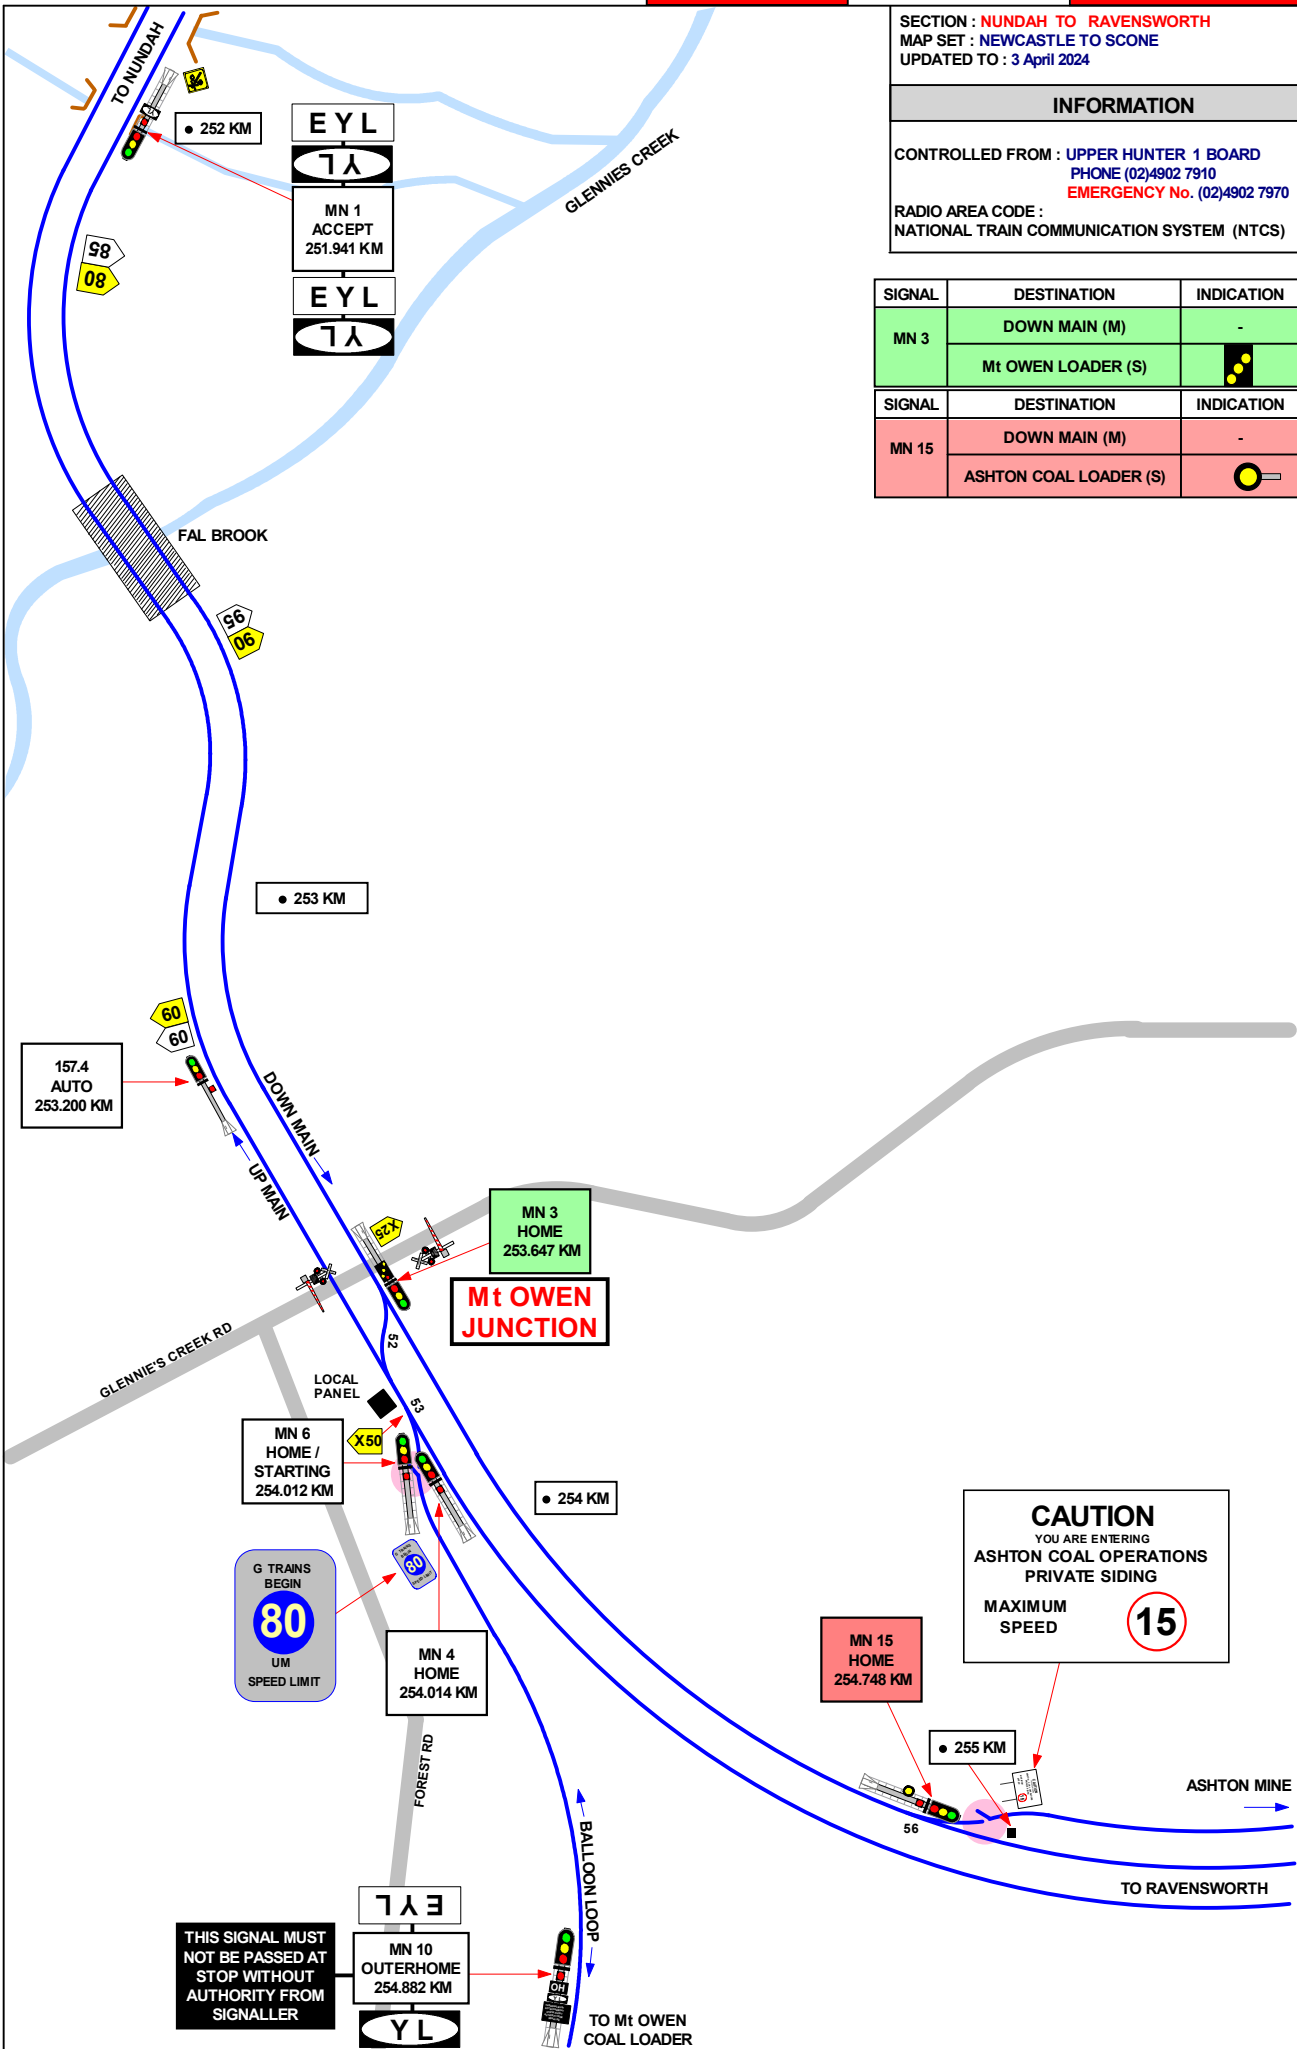 SECTION : NUNDAH TO RAVENSWORTH
MAP SET : NEWCASTLE TO SCONE
UPDATED TO : 3 April 2024
INFORMATION
CONTROLLED FROM : UPPER HUNTER 1 BOARD
PHONE (02)4902 7910
EMERGENCY No. (02)4902 7970
RADIO AREA CODE :
NATIONAL TRAIN COMMUNICATION SYSTEM (NTCS)
SIGNAL DESTINATION INDICATION
MN 3 DOWN MAIN (M) -
Mt OWEN LOADER (S)
SIGNAL DESTINATION INDICATION
MN 15 DOWN MAIN (M) -
ASHTON COAL LOADER (S)
TO NUNDAH
252 KM
EYL
YL
MN 1
ACCEPT
251.941 KM
EYL
YL
GLENNIES CREEK
85
80
FAL BROOK
95
90
253 KM
60
60
157.4
AUTO
253.200 KM
DOWN MAIN
UP MAIN
X25
MN 3
HOME
253.647 KM
Mt OWEN
JUNCTION
GLENNIE'S CREEK RD
52
LOCAL
PANEL
53
X50
MN 6
HOME /
STARTING
254.012 KM
254 KM
G TRAINS
BEGIN
80
UM
SPEED LIMIT
80
MN 4
HOME
254.014 KM
FOREST RD
CAUTION
YOU ARE ENTERING
ASHTON COAL OPERATIONS
PRIVATE SIDING
MAXIMUM
SPEED
15
MN 15
HOME
254.748 KM
255 KM
56
ASHTON MINE
TO RAVENSWORTH
BALLOON LOOP
EYL
MN 10
OUTERHOME
254.882 KM
YL
THIS SIGNAL MUST
NOT BE PASSED AT
STOP WITHOUT
AUTHORITY FROM
SIGNALLER
OH
TO Mt OWEN
COAL LOADER